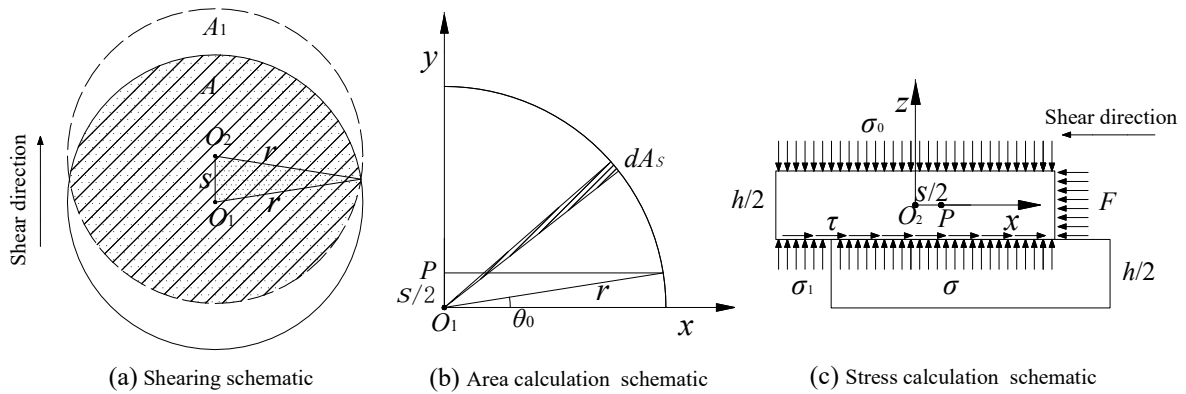 A₁
A
O₂
r
s
r
O₁
Shear direction
(a) Shearing schematic
y
dAs
P
s/2
r
O₁
θ₀
x
(b) Area calculation schematic
z
Shear direction
σ₀
h/2
s/2
O₂ P
x
F
τ
σ₁
σ
h/2
(c) Stress calculation schematic